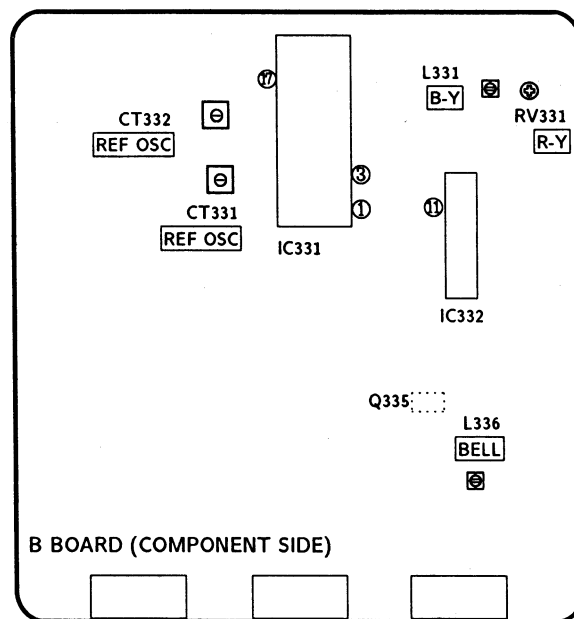 L331
B-Y
RV331
R-Y
17
CT332
REF OSC
3
1
CT331
REF OSC
IC331
11
IC332
Q335
L336
BELL
B BOARD (COMPONENT SIDE)